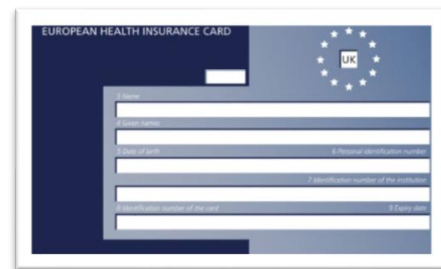 EUROPEAN HEALTH INSURANCE CARD
UK
3 Name
4 Given names
5 Date of birth 6 Personal identification number
7 Identification number of the institution
8 Identification number of the card 9 Expiry date